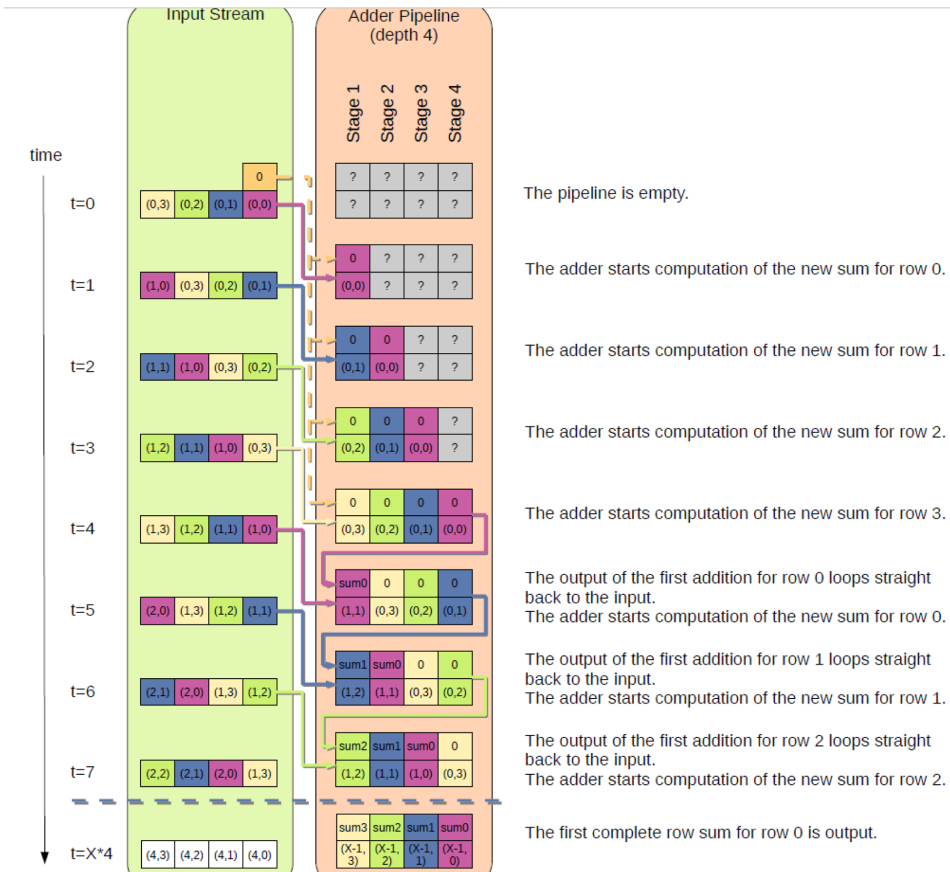 Input Stream
Adder Pipeline
(depth 4)
Stage 1
Stage 2
Stage 3
Stage 4
time
0
? ? ? ?
t=0
(0,3) (0,2) (0,1) (0,0)
? ? ? ?
The pipeline is empty.
0 ? ? ?
t=1
(1,0) (0,3) (0,2) (0,1)
(0,0) ? ? ?
The adder starts computation of the new sum for row 0.
0 0 ? ?
t=2
(1,1) (1,0) (0,3) (0,2)
(0,1) (0,0) ? ?
The adder starts computation of the new sum for row 1.
0 0 0 ?
t=3
(1,2) (1,1) (1,0) (0,3)
(0,2) (0,1) (0,0) ?
The adder starts computation of the new sum for row 2.
0 0 0 0
t=4
(1,3) (1,2) (1,1) (1,0)
(0,3) (0,2) (0,1) (0,0)
The adder starts computation of the new sum for row 3.
sum0 0 0 0
t=5
(2,0) (1,3) (1,2) (1,1)
(1,1) (0,3) (0,2) (0,1)
The output of the first addition for row 0 loops straight
back to the input.
The adder starts computation of the new sum for row 0.
sum1 sum0 0 0
t=6
(2,1) (2,0) (1,3) (1,2)
(1,2) (1,1) (0,3) (0,2)
The output of the first addition for row 1 loops straight
back to the input.
The adder starts computation of the new sum for row 1.
sum2 sum1 sum0 0
t=7
(2,2) (2,1) (2,0) (1,3)
(1,2) (1,1) (1,0) (0,3)
The output of the first addition for row 2 loops straight
back to the input.
The adder starts computation of the new sum for row 2.
sum3 sum2 sum1 sum0
t=X*4
(4,3) (4,2) (4,1) (4,0)
(X-1, (X-1, (X-1, (X-1,
3) 2) 1) 0)
The first complete row sum for row 0 is output.